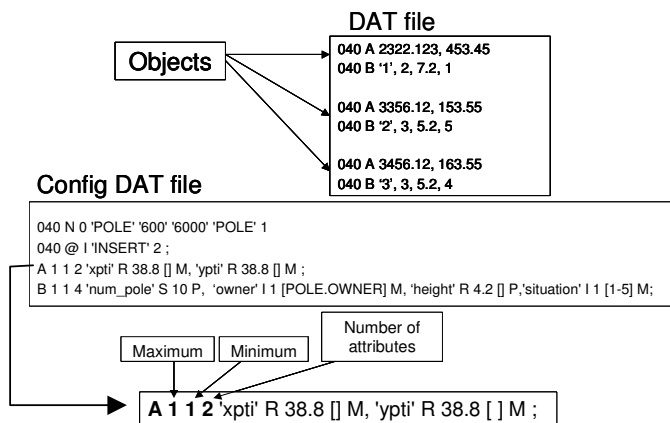 DAT file
Objects
040 A 2322.123, 453.45
040 B ‘1’, 2, 7.2, 1
040 A 3356.12, 153.55
040 B ‘2’, 3, 5.2, 5
040 A 3456.12, 163.55
040 B ‘3’, 3, 5.2, 4
Config DAT file
040 N 0 'POLE' '600' '6000' 'POLE' 1
040 @ I 'INSERT' 2 ;
A 1 1 2 'xpti' R 38.8 [] M, 'ypti' R 38.8 [] M ;
B 1 1 4 'num_pole' S 10 P, ‘owner' I 1 [POLE.OWNER] M, ‘height' R 4.2 [] P,'situation' I 1 [1-5] M;
Maximum
Minimum
Number of
attributes
A 1 1 2 'xpti' R 38.8 [] M, 'ypti' R 38.8 [ ] M ;